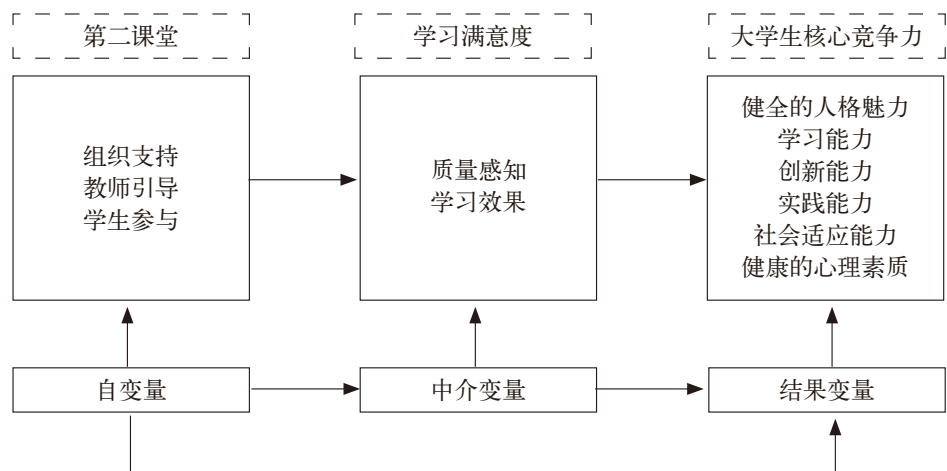 第二课堂
学习满意度
大学生核心竞争力
组织支持
教师引导
学生参与
质量感知
学习效果
健全的人格魅力
学习能力
创新能力
实践能力
社会适应能力
健康的心理素质
自变量
中介变量
结果变量